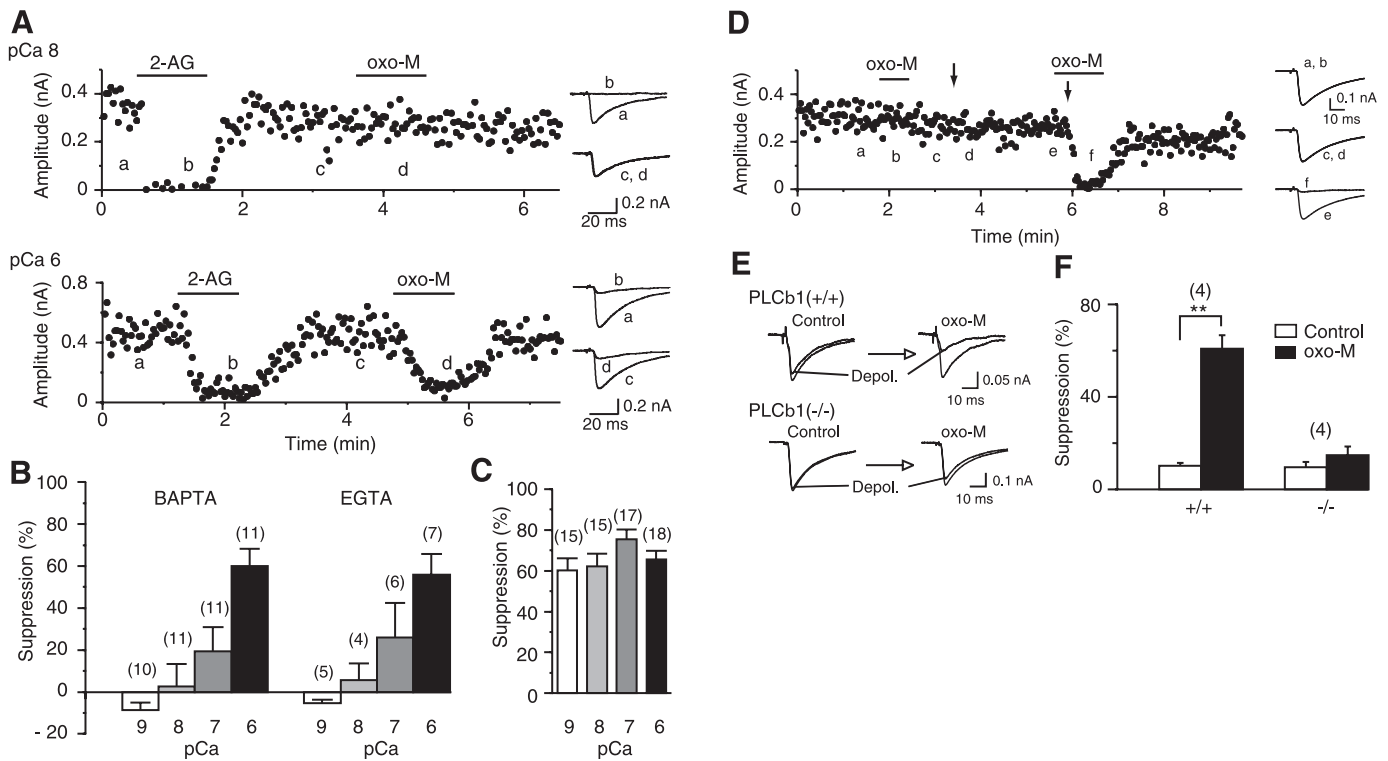 A
pCa 8
2-AG
oxo-M
Amplitude (nA)
0.4
0.2
0
a
b
c
d
0
2
4
6
b
a
c, d
0.2 nA
20 ms
pCa 6
2-AG
oxo-M
Amplitude (nA)
0.8
0.4
0
a
b
c
d
0
2
4
6
Time (min)
b
a
d
c
0.2 nA
20 ms
B
BAPTA
EGTA
Suppression (%)
100
80
60
40
20
0
- 20
(10)
(11)
(11)
(11)
(5)
(4)
(6)
(7)
9
8
7
6
9
8
7
6
pCa
pCa
C
Suppression (%)
100
80
60
40
20
0
(15)
(15)
(17)
(18)
9
8
7
6
pCa
D
oxo-M
oxo-M
Amplitude (nA)
0.4
0.2
0
a
b
c
d
e
f
0
2
4
6
8
Time (min)
a, b
0.1 nA
10 ms
c, d
f
e
E
PLCb1(+/+)
Control
oxo-M
Depol.
0.05 nA
10 ms
PLCb1(-/-)
Control
oxo-M
Depol.
0.1 nA
10 ms
F
Suppressioin (%)
80
40
0
(4)
**
(4)
Control
oxo-M
+/+
-/-